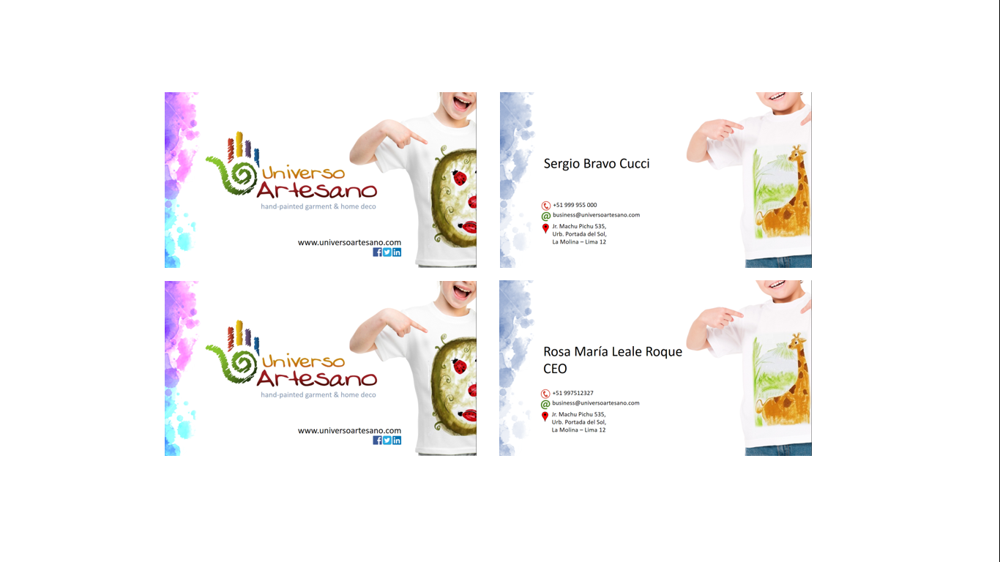 Universo
Artesano
hand-painted garment & home deco
www.universoartesano.com
Sergio Bravo Cucci
+51 999 955 000
@ business@universoartesano.com
Jr. Machu Pichu 535,
Urb. Portada del Sol,
La Molina – Lima 12
Universo
Artesano
hand-painted garment & home deco
www.universoartesano.com
Rosa María Leale Roque
CEO
+51 997512327
@ business@universoartesano.com
Jr. Machu Pichu 535,
Urb. Portada del Sol,
La Molina – Lima 12